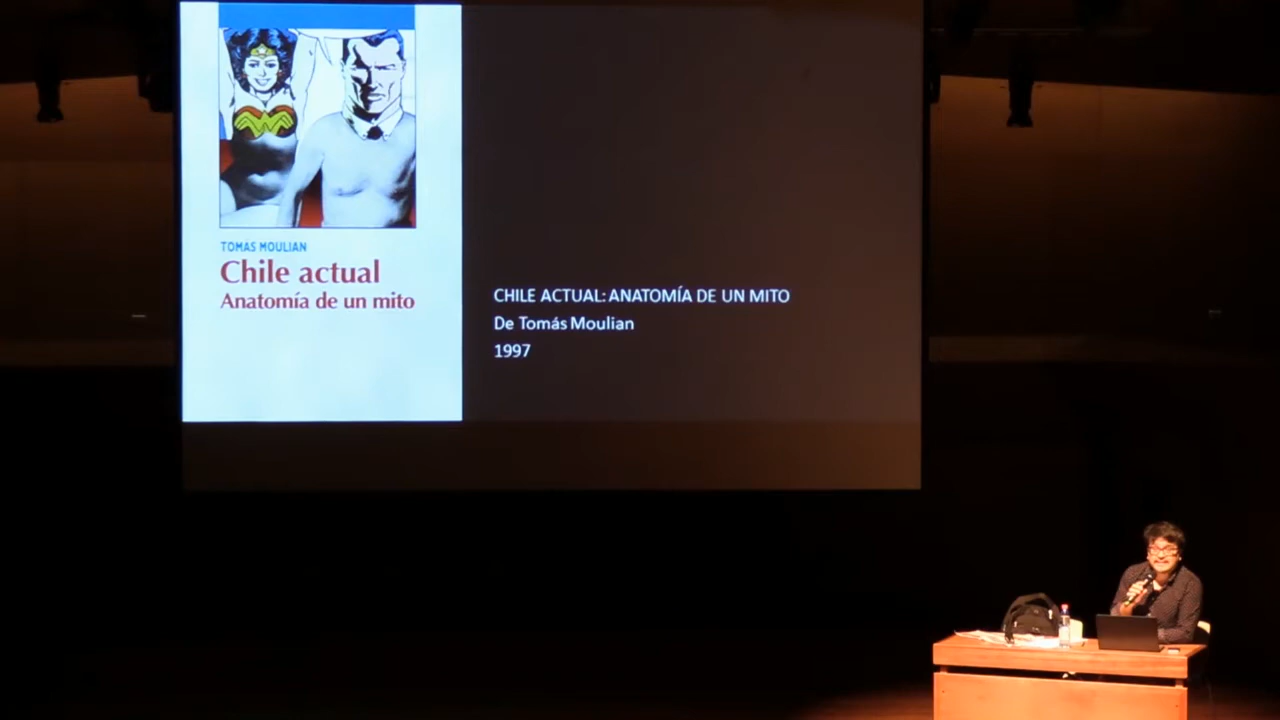 TOMAS MOULIAN
Chile actual
Anatomía de un mito
CHILE ACTUAL: ANATOMÍA DE UN MITO
De Tomás Moulian
1997